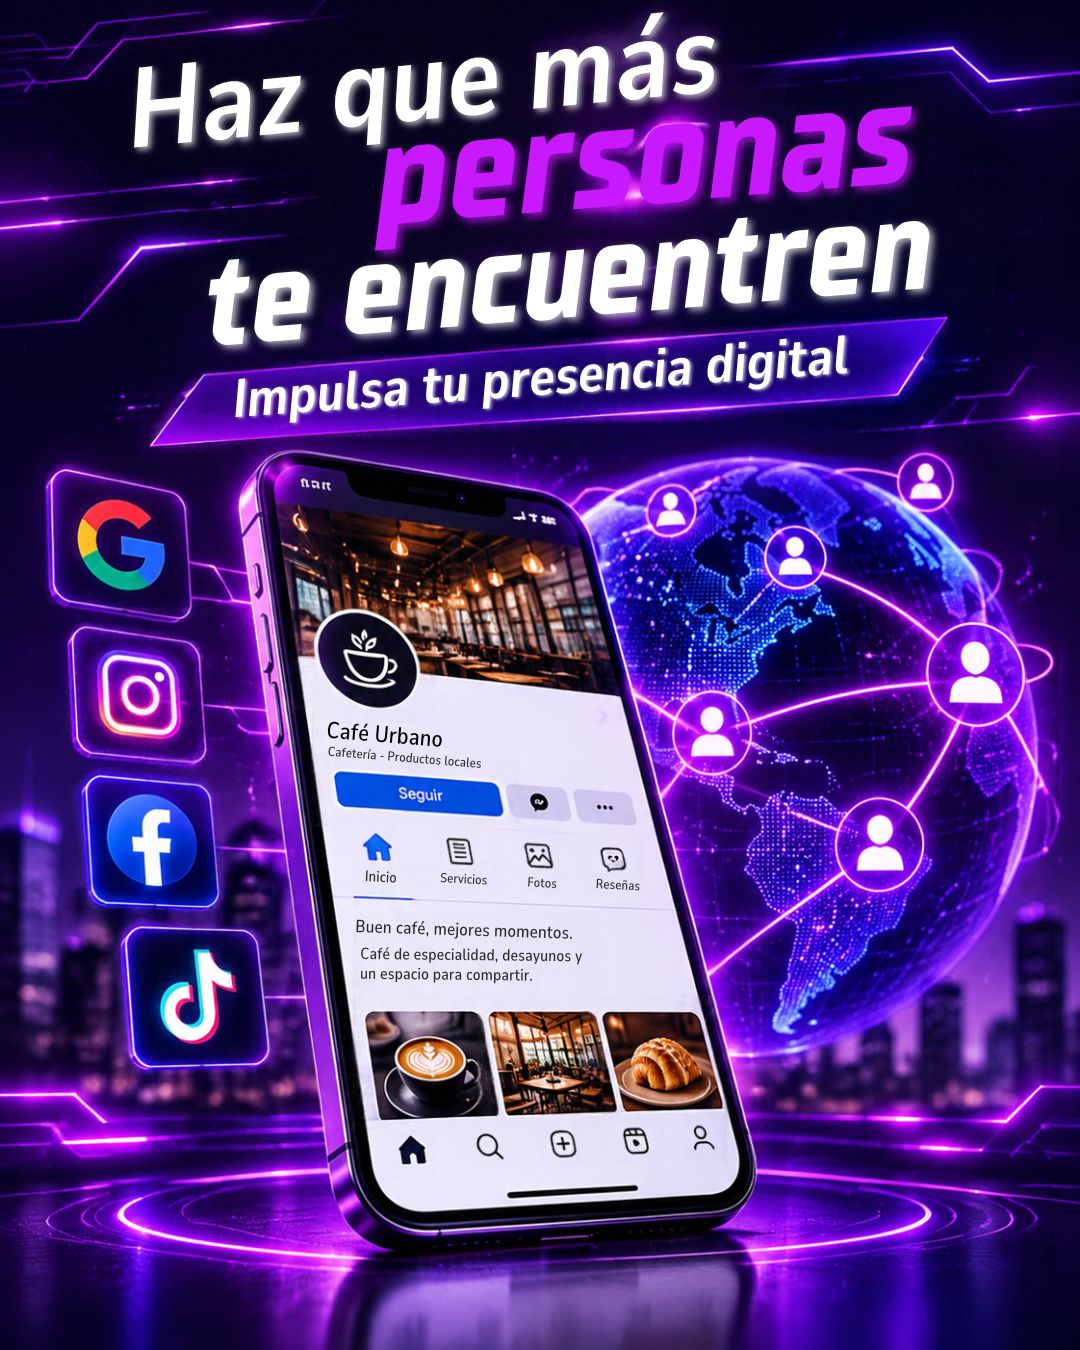 Haz que más
personas
te encuentren
Impulsa tu presencia digital
Café Urbano
Cafetería - Productos locales
Seguir
Inicio
Servicios
Fotos
Reseñas
Buen café, mejores momentos.
Café de especialidad, desayunos y
un espacio para compartir.